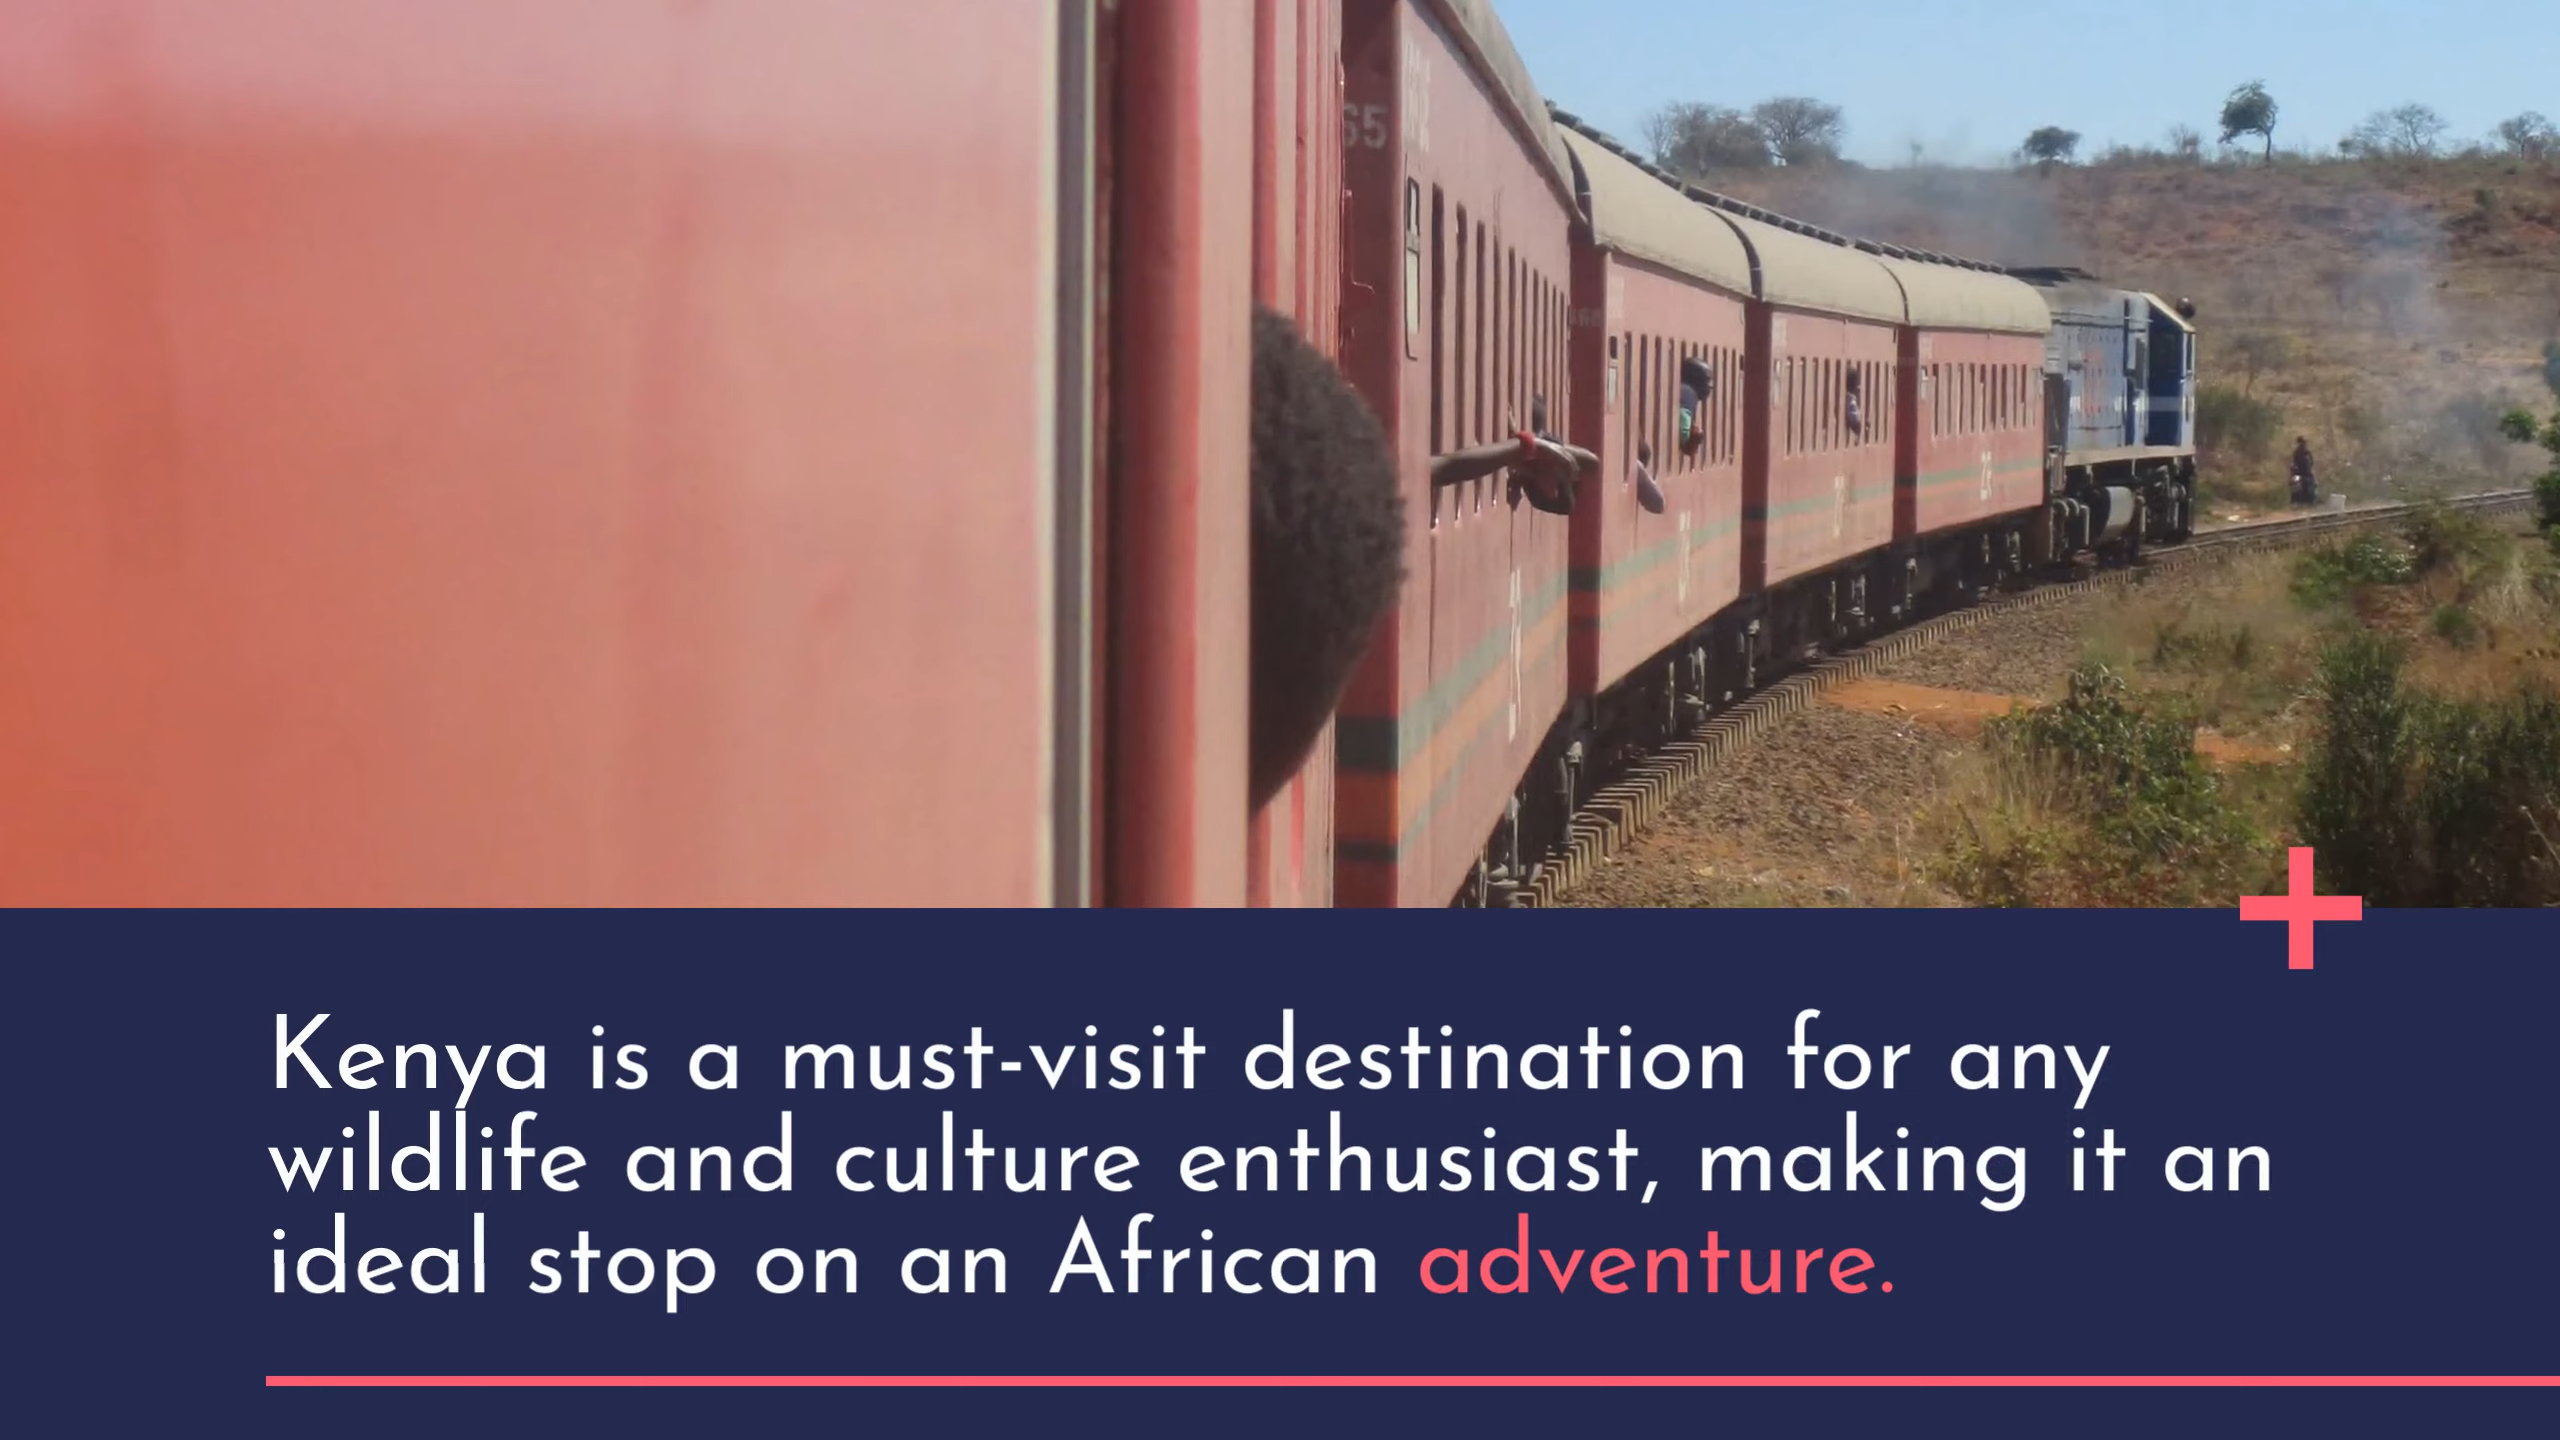 65
Kenya is a must-visit destination for any
wildlife and culture enthusiast, making it an
ideal stop on an African adventure.